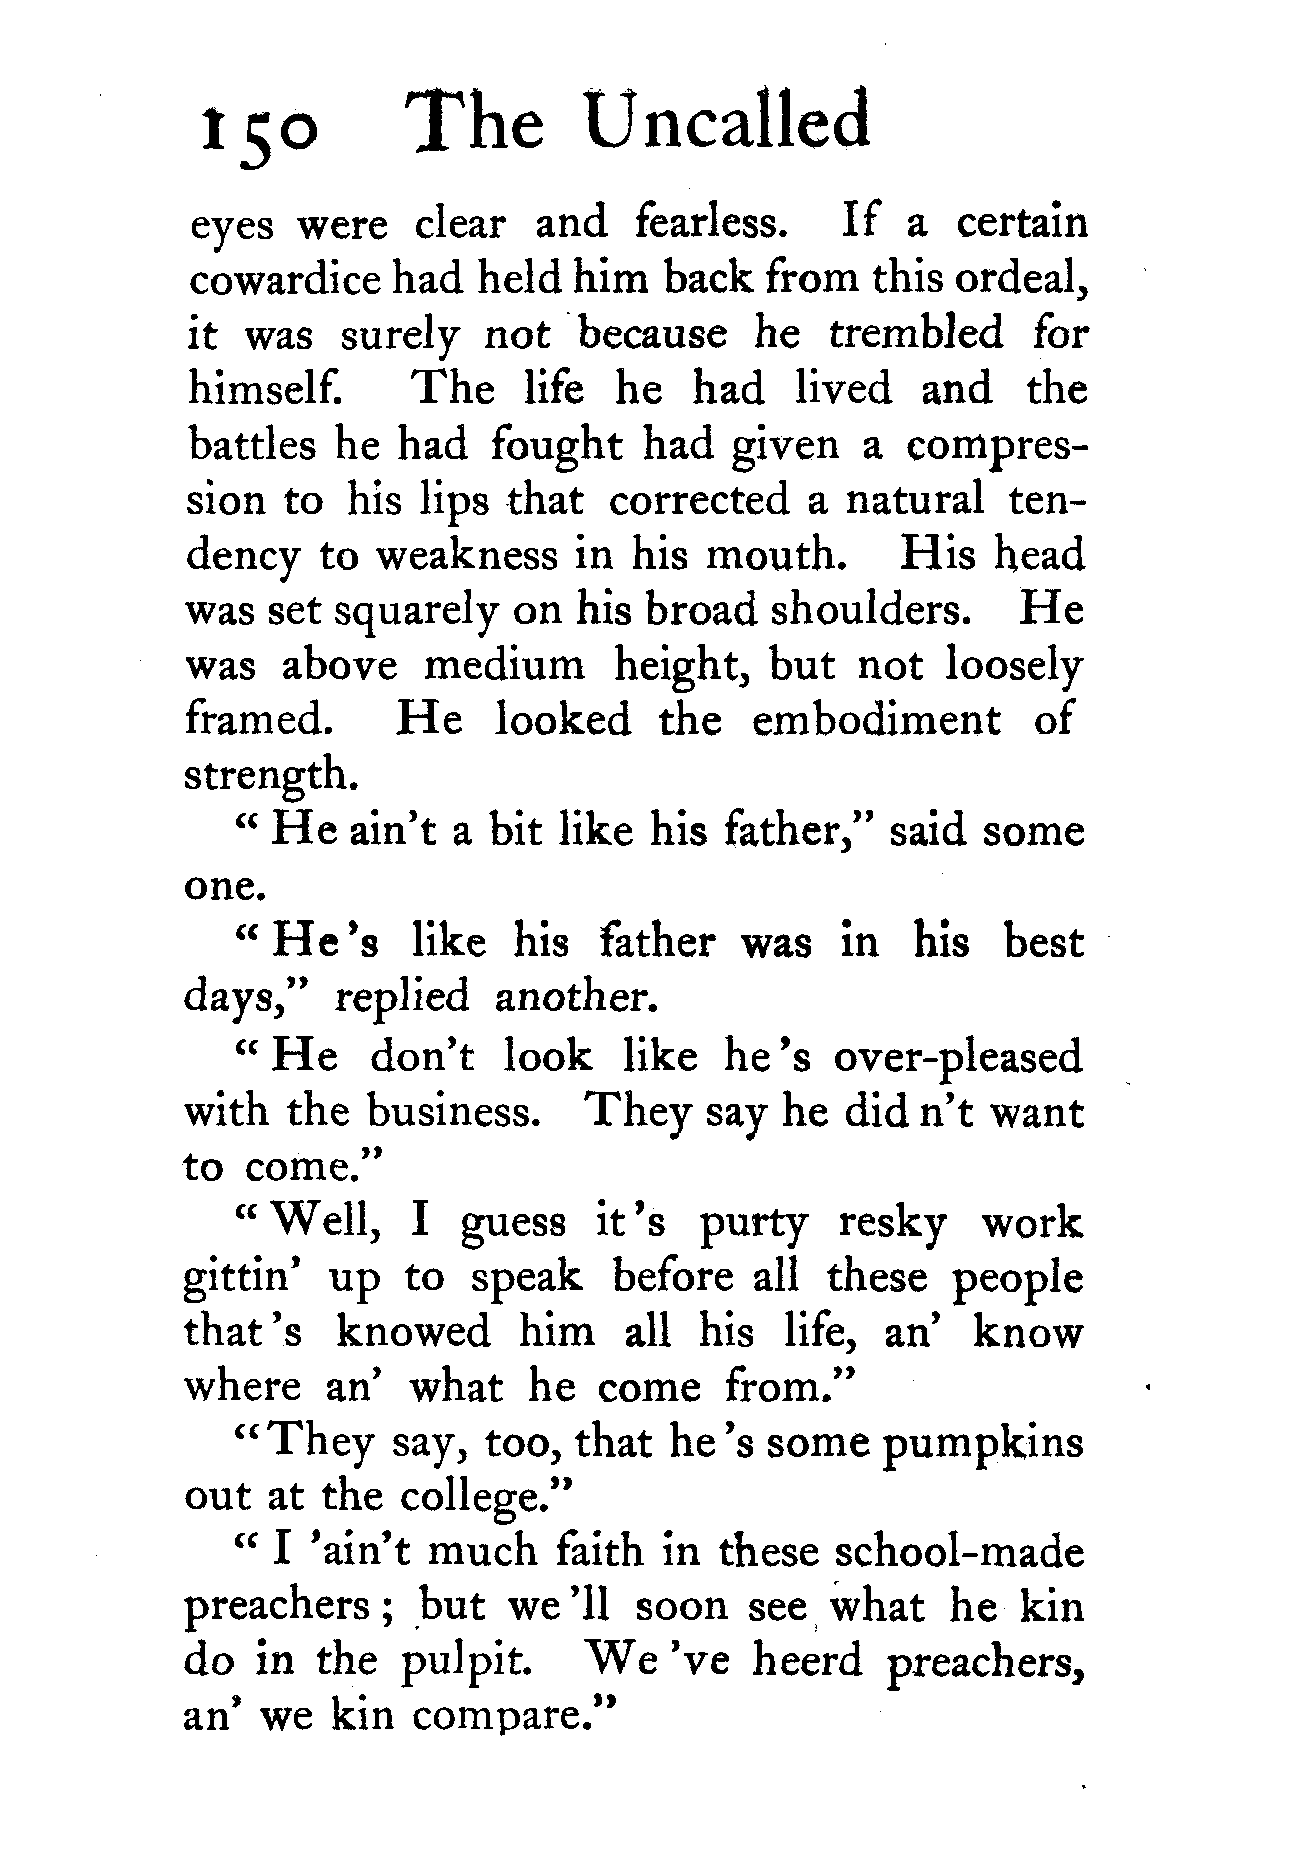 150 The Uncalled
eyes were clear and fearless. If a certain
cowardice had held him back from this ordeal,
it was surely not because he trembled for
himself. The life he had lived and the
battles he had fought had given a compres-
sion to his lips that corrected a natural ten-
dency to weakness in his mouth. His head
was set squarely on his broad shoulders. He
was above medium height, but not loosely
framed. He looked the embodiment of
strength.
“ He ain’t a bit like his father,” said some
one.
“ He ’s like his father was in his best
days,” replied another.
“ He don’t look like he ’s over-pleased
with the business. They say he did n’t want
to come.”
“ Well, I guess it ’s purty resky work
gittin’ up to speak before all these people
that ’s knowed him all his life, an’ know
where an’ what he come from.”
“They say, too, that he ’s some pumpkins
out at the college.”
“ I ’ain’t much faith in these school-made
preachers ; but we ’ll soon see what he kin
do in the pulpit. We ’ve heerd preachers,
an’ we kin compare.”